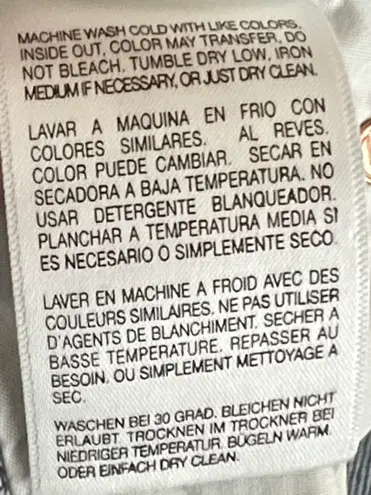 MACHINE WASH COLD WITH LIKE COLORS,
INSIDE OUT, COLOR MAY TRANSFER, DO
NOT BLEACH, TUMBLE DRY LOW, IRON
MEDIUM IF NECESSARY, OR JUST DRY CLEAN.
LAVAR A MAQUINA EN FRIO CON
COLORES SIMILARES. AL REVES.
COLOR PUEDE CAMBIAR. SECAR EN
SECADORA A BAJA TEMPERATURA. NO
USAR DETERGENTE BLANQUEADOR.
PLANCHAR A TEMPERATURA MEDIA SI
ES NECESARIO O SIMPLEMENTE SECO.
LAVER EN MACHINE A FROID AVEC DES
COULEURS SIMILAIRES, NE PAS UTILISER
D'AGENTS DE BLANCHIMENT. SECHER A
BASSE TEMPERATURE. REPASSER AU
BESOIN. OU SIMPLEMENT METTOYAGE A
SEC.
WASCHEN BEI 30 GRAD. BLEICHEN NICHT
ERLAUBT. TROCKNEN IM TROCKNER BEI
NIEDRIGER TEMPERATUR. BÜGELN WARM.
ODER EINFACH DRY CLEAN.